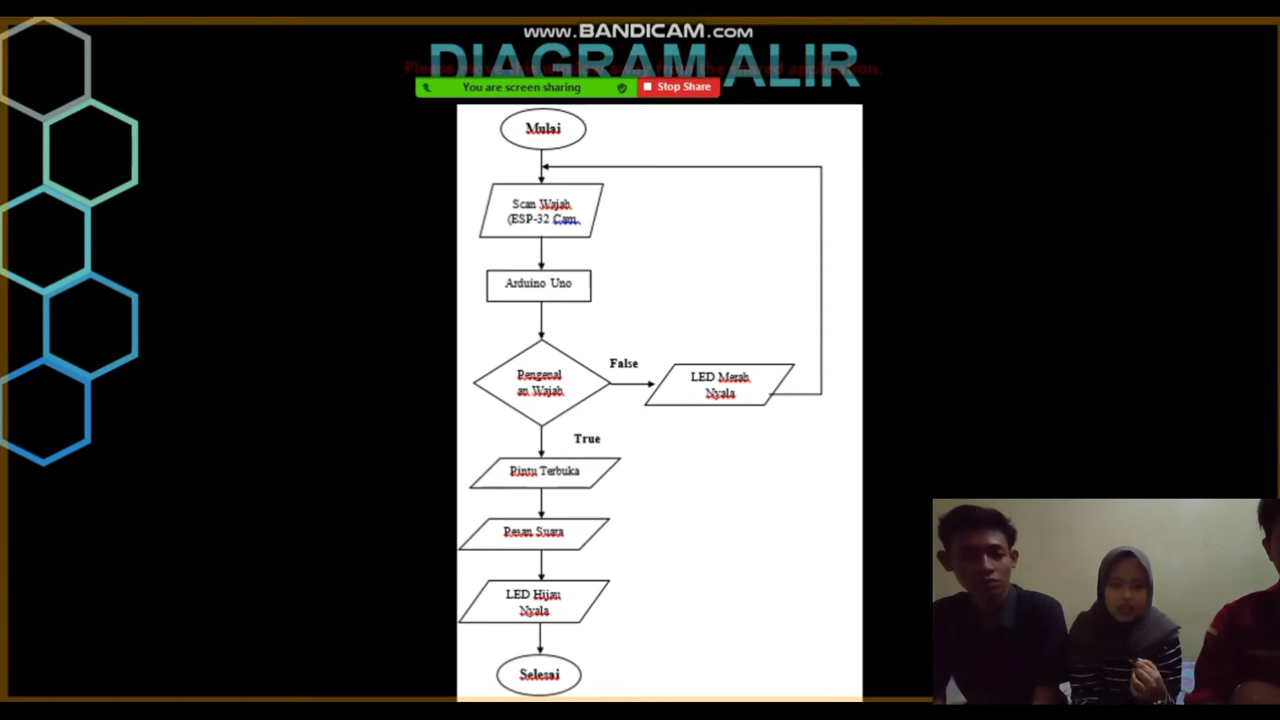 www.BANDICAM.com
DIAGRAM ALIR
You are screen sharing
Stop Share
Mulai
Scan Wajah
(ESP-32 Cam
Arduino Uno
Pengenal
an Wajah
False
LED Merah
Nyala
True
Pintu Terbuka
Pesan Suara
LED Hijau
Nyala
Selesai